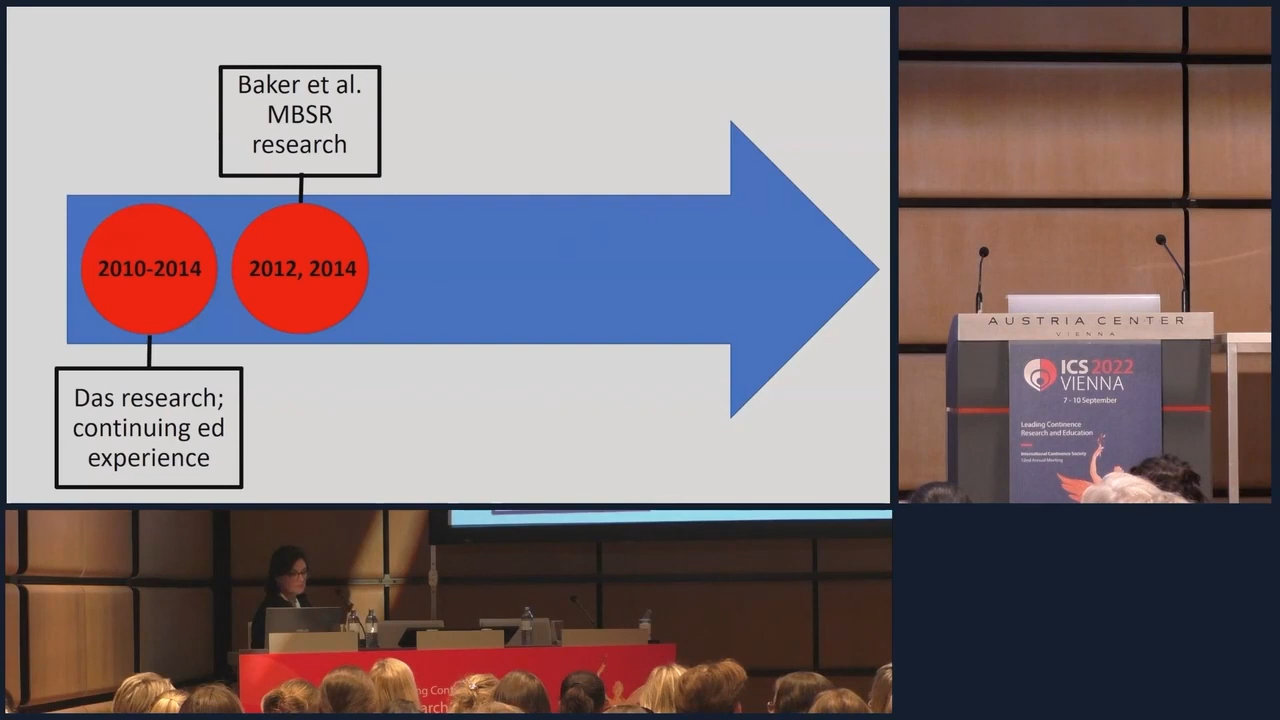 Baker et al.
MBSR
research
2010-2014
2012, 2014
Das research;
continuing ed
experience
AUSTRIA CENTER
VIENNA
ICS 2022
VIENNA
7 - 10 September
Leading Continence
Research and Education
International Continence Society
52nd Annual Meeting